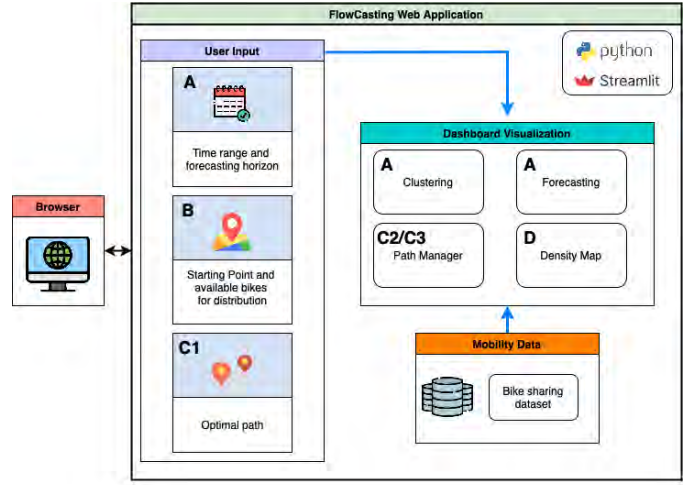 FlowCasting Web Application
User Input
python
Streamlit
A
Time range and
forecasting horizon
Dashboard Visualization
A
Clustering
A
Forecasting
Browser
B
Starting Point and
available bikes
for distribution
C2/C3
Path Manager
D
Density Map
Mobility Data
Bike sharing
dataset
C1
Optimal path